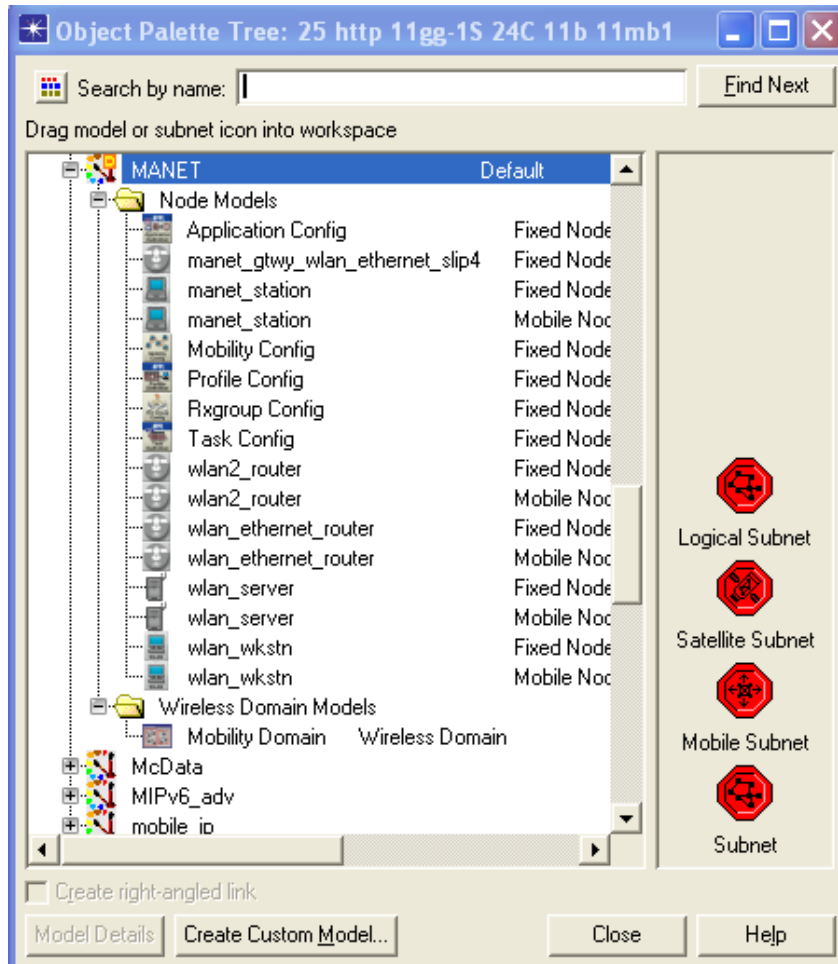 Object Palette Tree: 25 http 11gg-1S 24C 11b 11mb1
Search by name:
Find Next
Drag model or subnet icon into workspace
MANET Default
Node Models
Application Config Fixed Node
manet_gtwy_wlan_ethernet_slip4 Fixed Node
manet_station Fixed Node
manet_station Mobile Noc
Mobility Config Fixed Node
Profile Config Fixed Node
Rxgroup Config Fixed Node
Task Config Fixed Node
wlan2_router Fixed Node
wlan2_router Mobile Noc
wlan_ethernet_router Fixed Node
wlan_ethernet_router Mobile Noc
wlan_server Fixed Node
wlan_server Mobile Noc
wlan_wkstn Fixed Node
wlan_wkstn Mobile Noc
Wireless Domain Models
Mobility Domain Wireless Domain
McData
MIPv6_adv
mobile_ip
Logical Subnet
Satellite Subnet
Mobile Subnet
Subnet
Create right-angled link
Model Details
Create Custom Model...
Close
Help